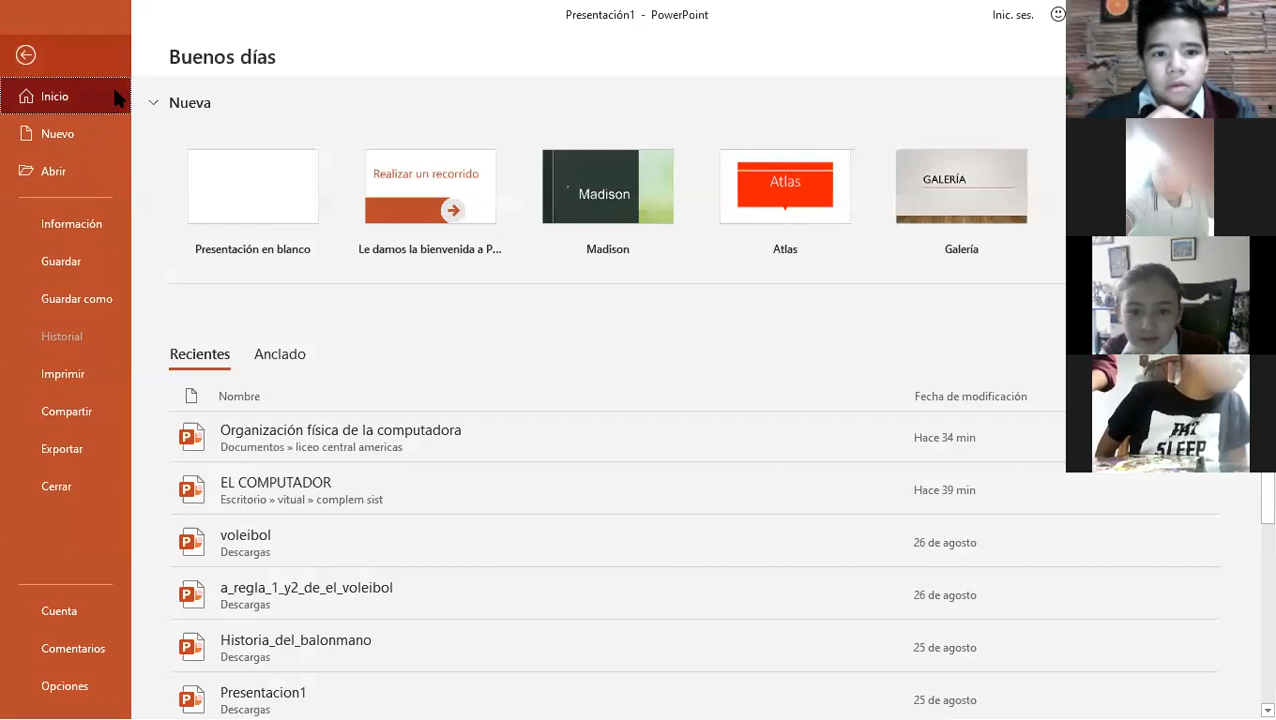 Presentación1 - PowerPoint
Inic. ses.
Buenos días
Inicio
Nueva
Nuevo
Abrir
Realizar un recorrido
Madison
Atlas
GALERÍA
Presentación en blanco
Le damos la bienvenida a P...
Madison
Atlas
Galería
Información
Guardar
Guardar como
Historial
Imprimir
Compartir
Exportar
Cerrar
Cuenta
Comentarios
Opciones
Recientes
Anclado
Nombre
Fecha de modificación
Organización física de la computadora
Documentos » liceo central americas
Hace 34 min
EL COMPUTADOR
Escritorio » vitual » complem sist
Hace 39 min
voleibol
Descargas
26 de agosto
a_regla_1_y2_de_el_voleibol
Descargas
26 de agosto
Historia_del_balonmano
Descargas
25 de agosto
Presentacion1
Descargas
25 de agosto
SLEEP